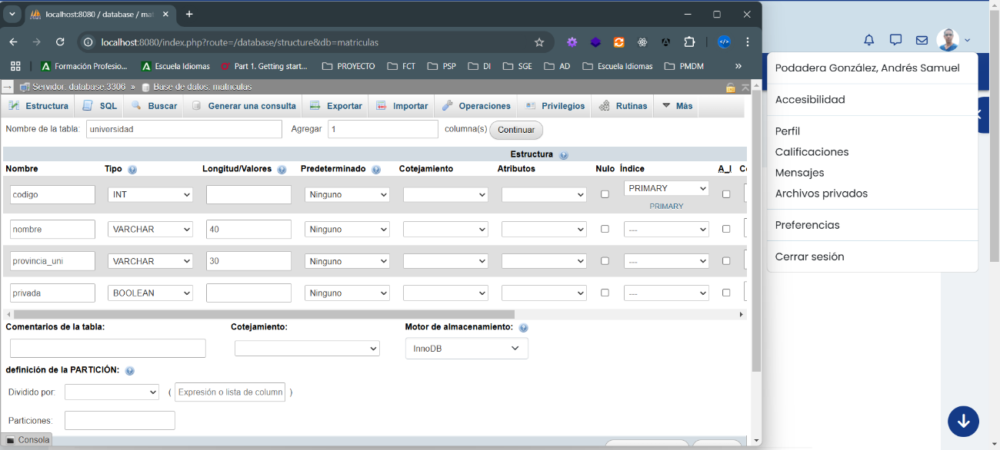 localhost:8080 / database / mat
localhost:8080/index.php?route=/database/structure&db=matriculas
Formación Profesio...
Escuela Idiomas
Part 1. Getting start...
PROYECTO
FCT
PSP
DI
SGE
AD
Escuela Idiomas
PMDM
»
Servidor: database:3306 » Base de datos: matriculas
Estructura
SQL
Buscar
Generar una consulta
Exportar
Importar
Operaciones
Privilegios
Rutinas
Más
Nombre de la tabla: universidad Agregar 1 columna(s) Continuar
Estructura
Nombre Tipo Longitud/Valores Predeterminado Cotejamiento Atributos Nulo Índice A_I Co
codigo INT Ninguno PRIMARY
PRIMARY
nombre VARCHAR 40 Ninguno ---
provincia_uni VARCHAR 30 Ninguno ---
privada BOOLEAN Ninguno ---
Comentarios de la tabla: Cotejamiento: Motor de almacenamiento:
InnoDB
definición de la PARTICIÓN:
Dividido por: ( Expresión o lista de column )
Particiones:
Consola
Podadera González, Andrés Samuel
Accesibilidad
Perfil
Calificaciones
Mensajes
Archivos privados
Preferencias
Cerrar sesión